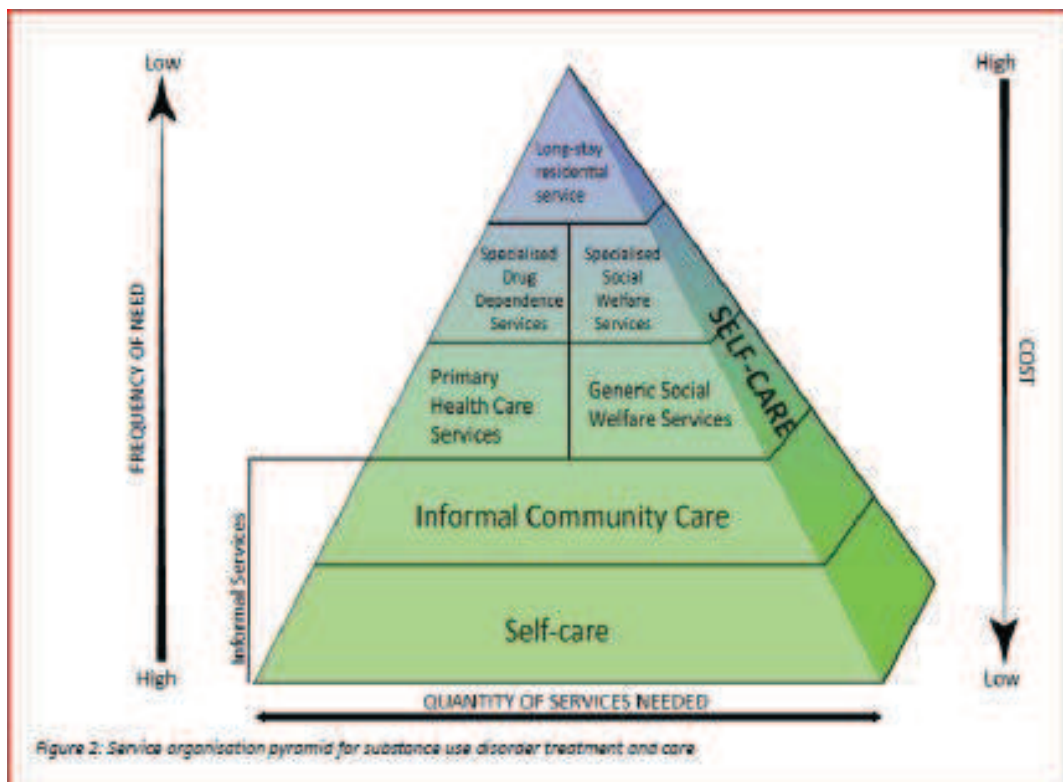 Low
High
Long-stay
residential
service
Specialised
Drug
Dependence
Services
Specialised
Social
Welfare
Services
SELF-CARE
FREQUENCY OF NEED
COST
Primary
Health Care
Services
Generic Social
Welfare Services
Informal Services
Informal Community Care
Self-care
High
Low
QUANTITY OF SERVICES NEEDED
Figure 2: Service organisation pyramid for substance use disorder treatment and care